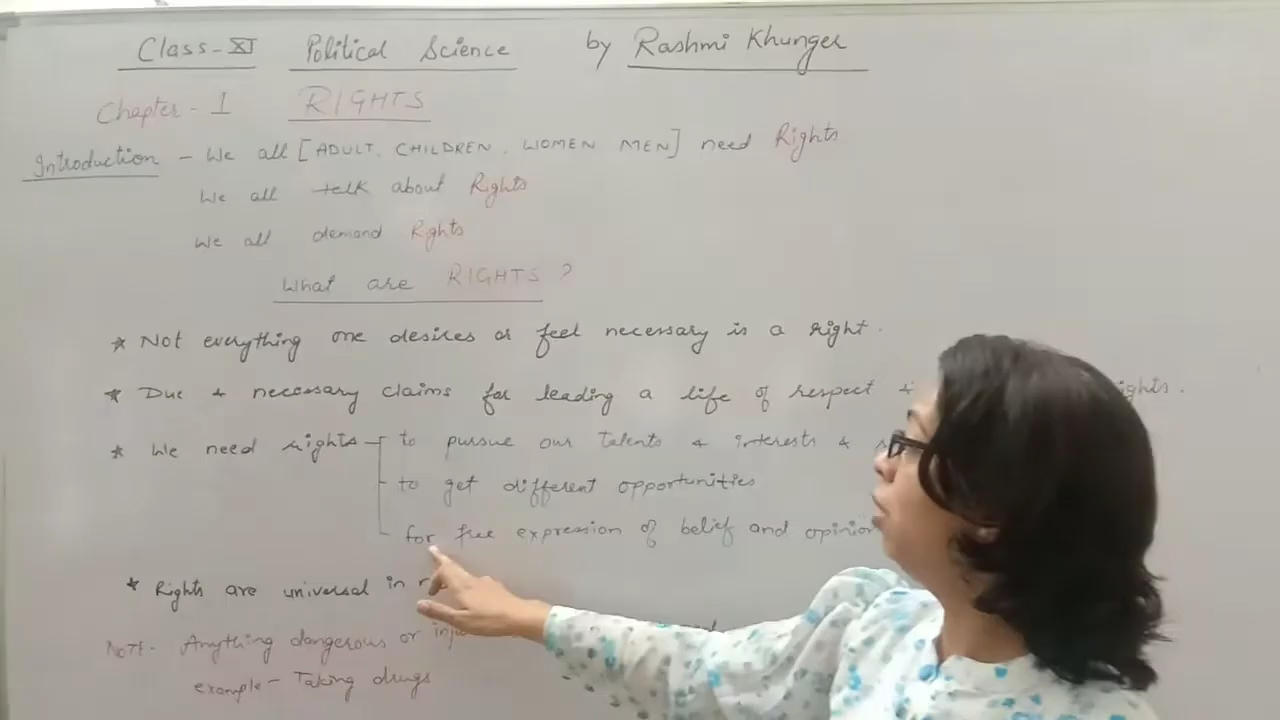 Class-XI Political Science by Rashmi Khunger
Chapter-1 RIGHTS
Introduction - We all [ADULT, CHILDREN, WOMEN MEN] need Rights
We all talk about Rights
We all demand Rights
What are RIGHTS?
* Not everything one desires or feel necessary is a right.
* Due & necessary claims for leading a life of respect &
* We need rights - to pursue our talents & interests &
- to get different opportunities
- for free expression of belief and opinion
* Rights are universal in
NOTE- Anything dangerous or
example- Taking drugs